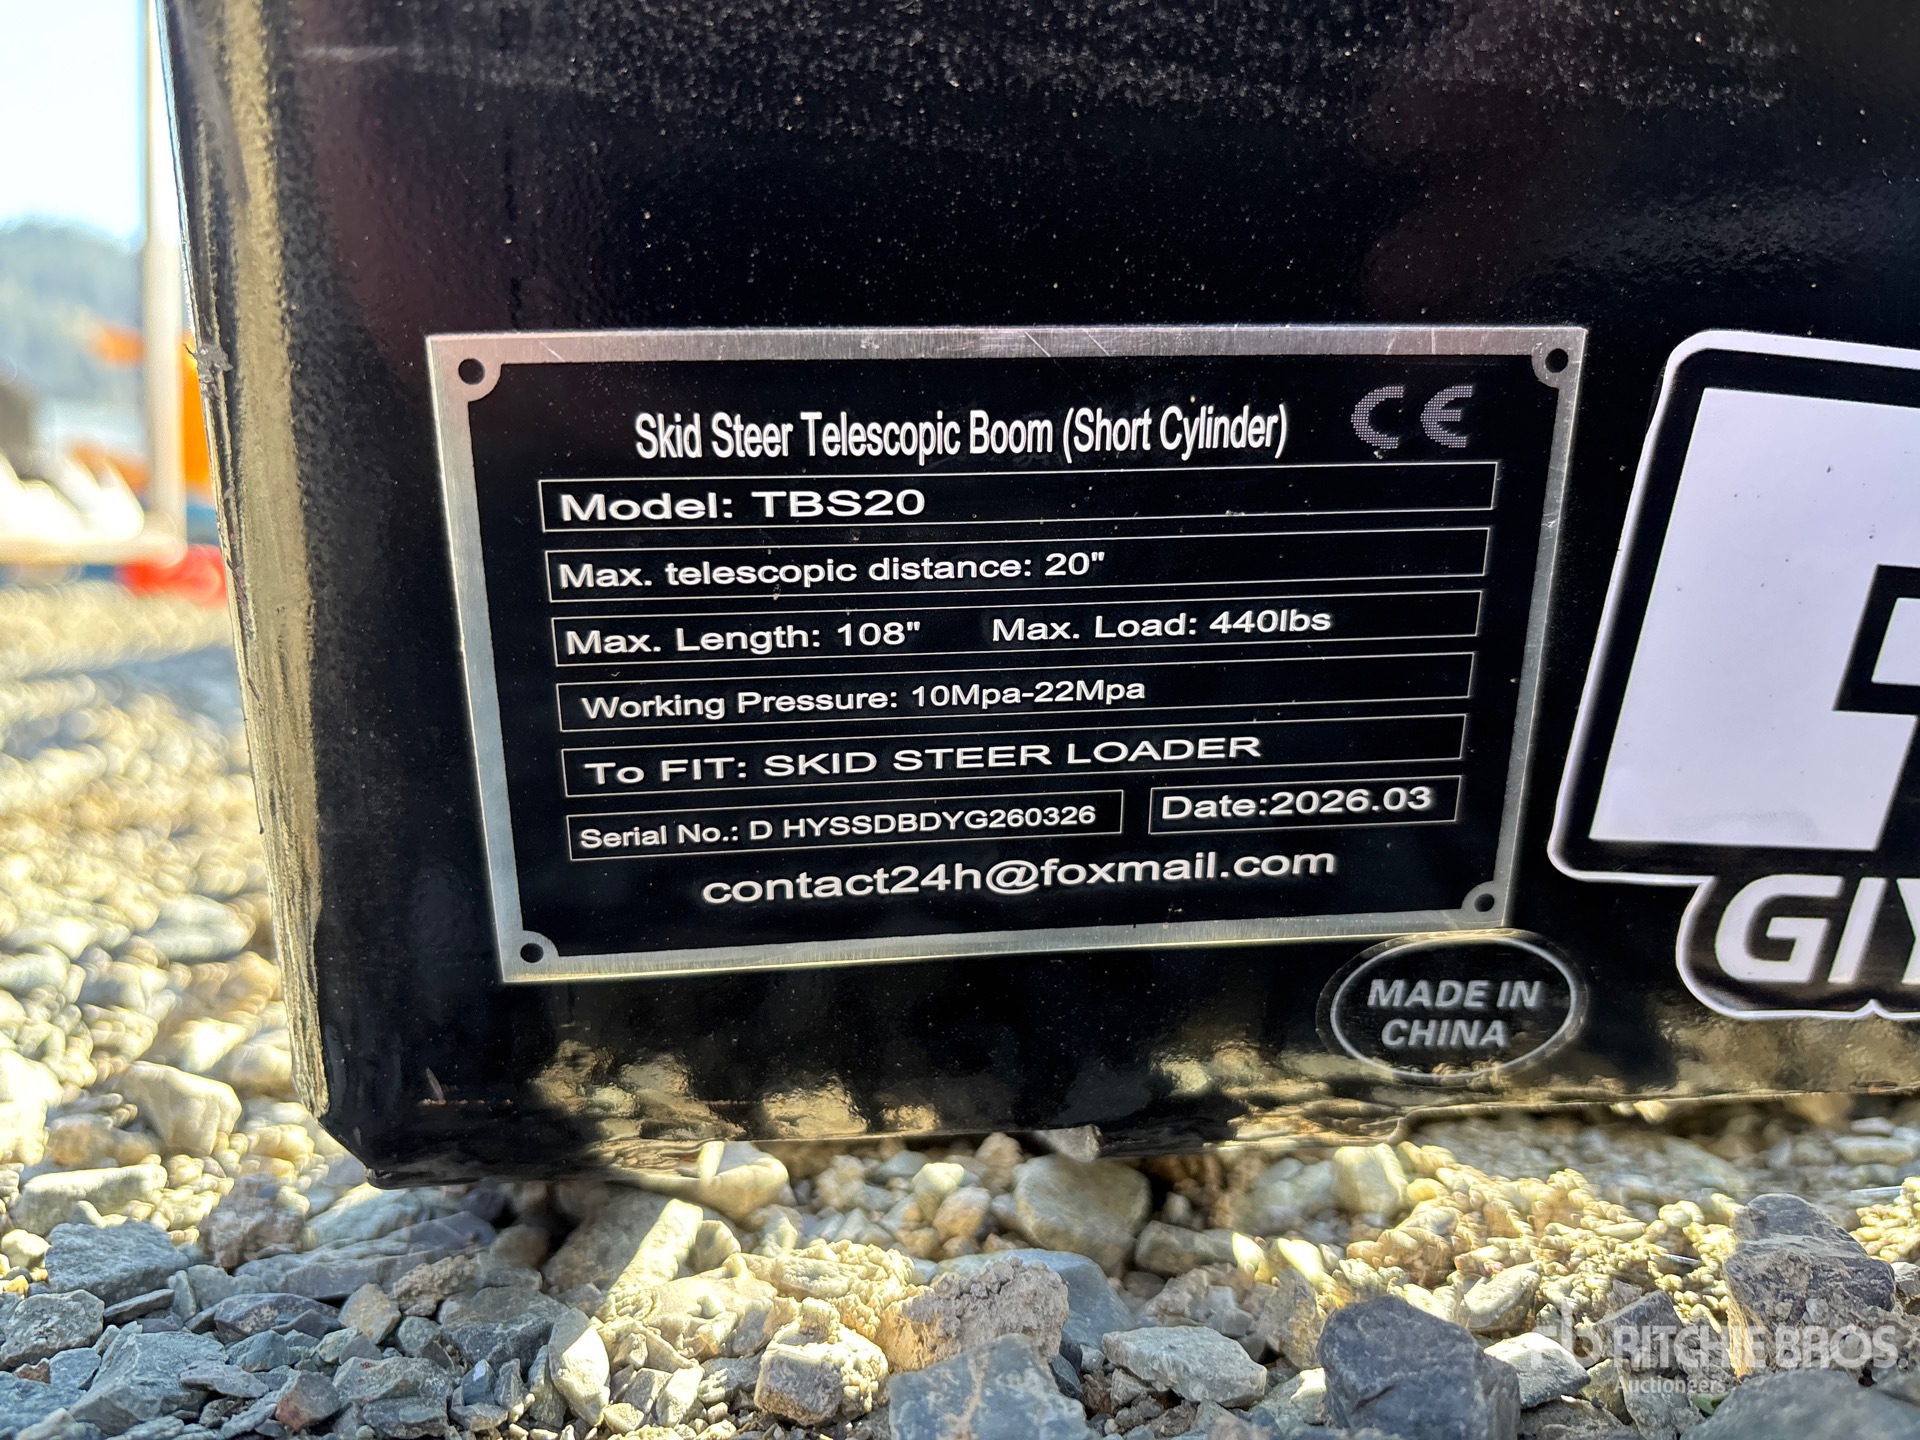 Skid Steer Telescopic Boom (Short Cylinder) CE
Model: TBS20
Max. telescopic distance: 20"
Max. Length: 108" Max. Load: 440lbs
Working Pressure: 10Mpa-22Mpa
To FIT: SKID STEER LOADER
Serial No.: D HYSSDBDYG260326 Date:2026.03
contact24h@foxmail.com
MADE IN
CHINA
GIY
RITCHIE BROS.
Auctioneers